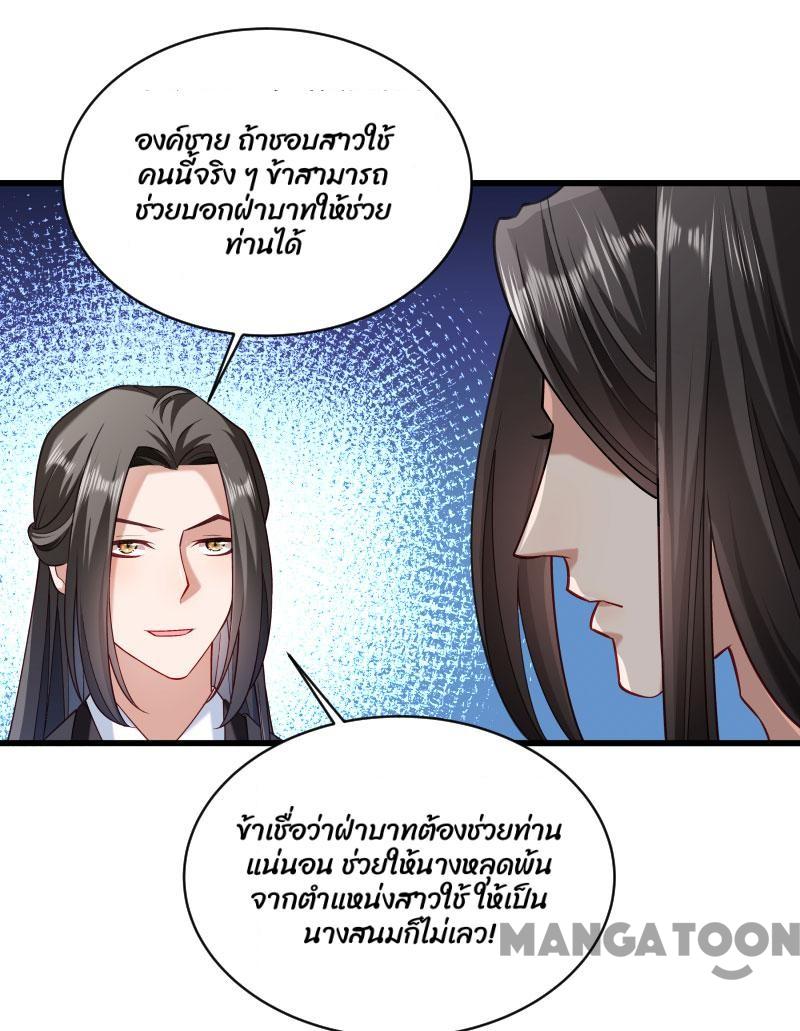 องค์ชาย ถ้าชอบสาวใช้
คนนี้จริง ๆ ข้าสามารถ
ช่วยบอกฝ่าบาทให้ช่วย
ท่านได้
ข้าเชื่อว่าฝ่าบาทต้องช่วยท่าน
แน่นอน ช่วยให้นางหลุดพ้น
จากตำแหน่งสาวใช้ ให้เป็น
นางสนมก็ไม่เลว!
MANGATOON